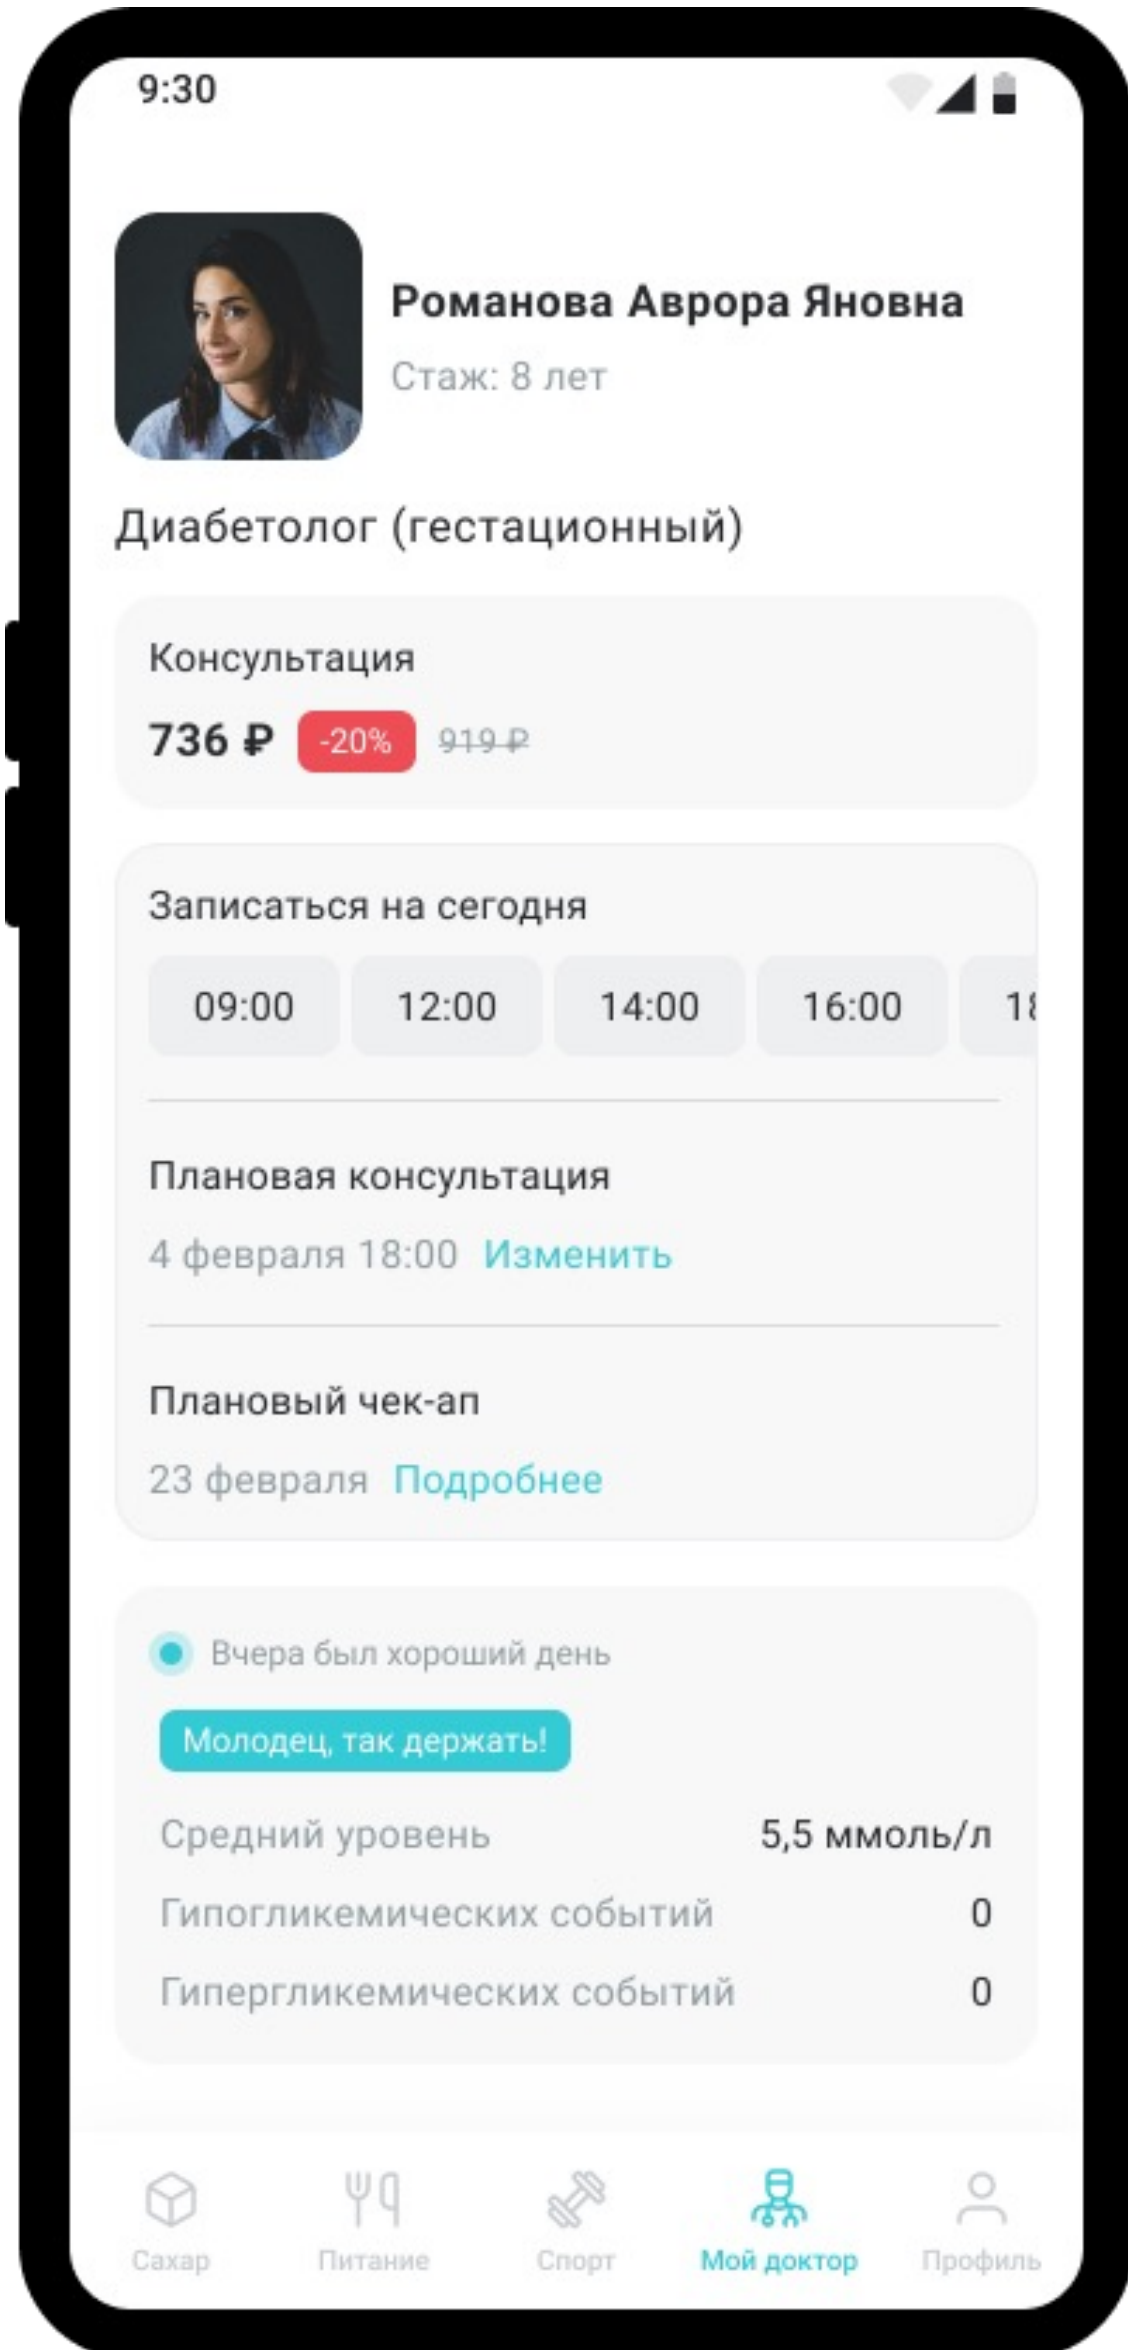 9:30
Романова Аврора Яновна
Стаж: 8 лет
Диабетолог (гестационный)
Консультация
736 ₽ -20% 919 ₽
Записаться на сегодня
09:00 12:00 14:00 16:00
Плановая консультация
4 февраля 18:00 Изменить
Плановый чек-ап
23 февраля Подробнее
Вчера был хороший день
Молодец, так держать!
Средний уровень 5,5 ммоль/л
Гипогликемических событий 0
Гипергликемических событий 0
Сахар Питание Спорт Мой доктор Профиль